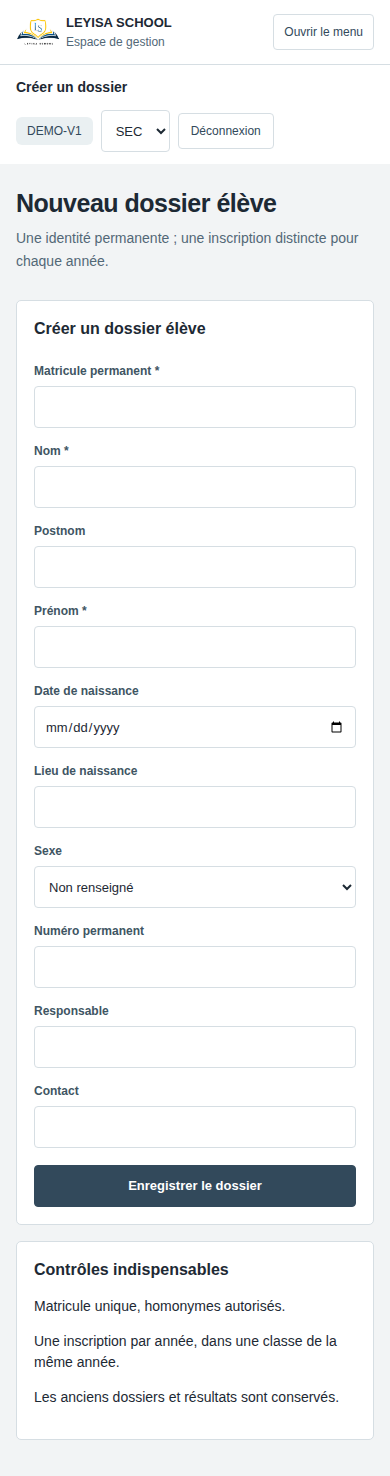 LEYISA SCHOOL
Espace de gestion
Ouvrir le menu
Créer un dossier
DEMO-V1
SEC
Déconnexion
Nouveau dossier élève
Une identité permanente ; une inscription distincte pour
chaque année.
Créer un dossier élève
Matricule permanent *
Nom *
Postnom
Prénom *
Date de naissance
mm/dd/yyyy
Lieu de naissance
Sexe
Non renseigné
Numéro permanent
Responsable
Contact
Enregistrer le dossier
Contrôles indispensables
Matricule unique, homonymes autorisés.
Une inscription par année, dans une classe de la
même année.
Les anciens dossiers et résultats sont conservés.